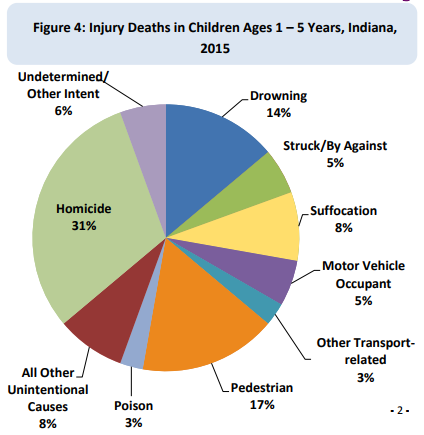 Figure 4: Injury Deaths in Children Ages 1 – 5 Years, Indiana,
2015
Undetermined/
Other Intent
6%
Drowning
14%
Struck/By Against
5%
Suffocation
8%
Motor Vehicle
Occupant
5%
Other Transport-
related
3%
Pedestrian
17%
Poison
3%
All Other
Unintentional
Causes
8%
Homicide
31%
- 2 -